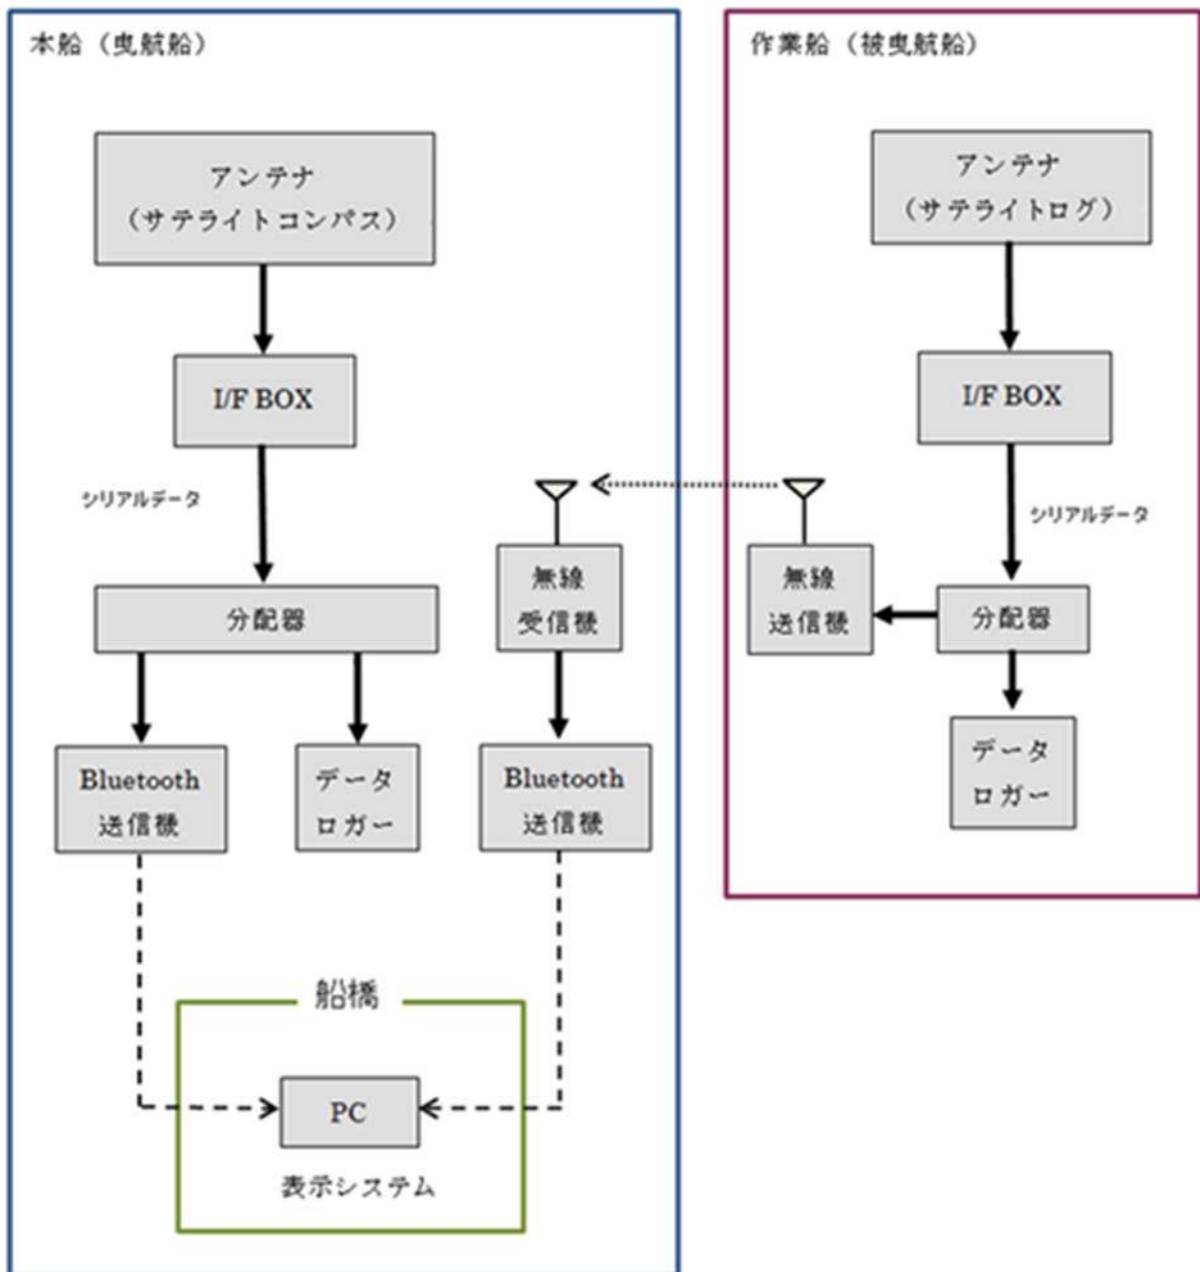 本船（曳航船）
アンテナ
（サテライトコンパス）
I/F BOX
シリアルデータ
分配器
無線
受信機
Bluetooth
送信機
データ
ロガー
Bluetooth
送信機
船橋
PC
表示システム
作業船（被曳航船）
アンテナ
（サテライトログ）
I/F BOX
シリアルデータ
無線
送信機
分配器
データ
ロガー